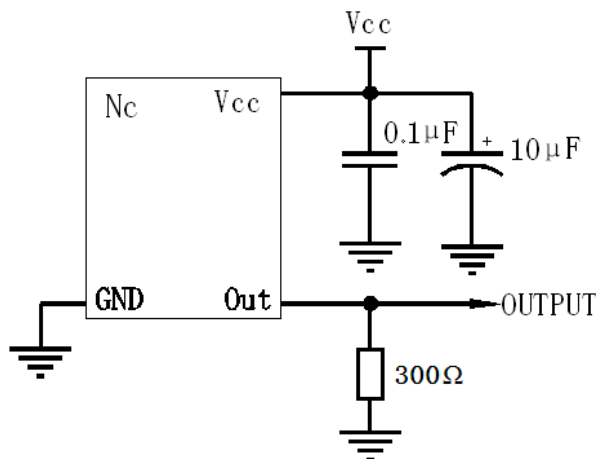 Vcc
Nc Vcc
0.1μF
+
10μF
GND Out
OUTPUT
300Ω